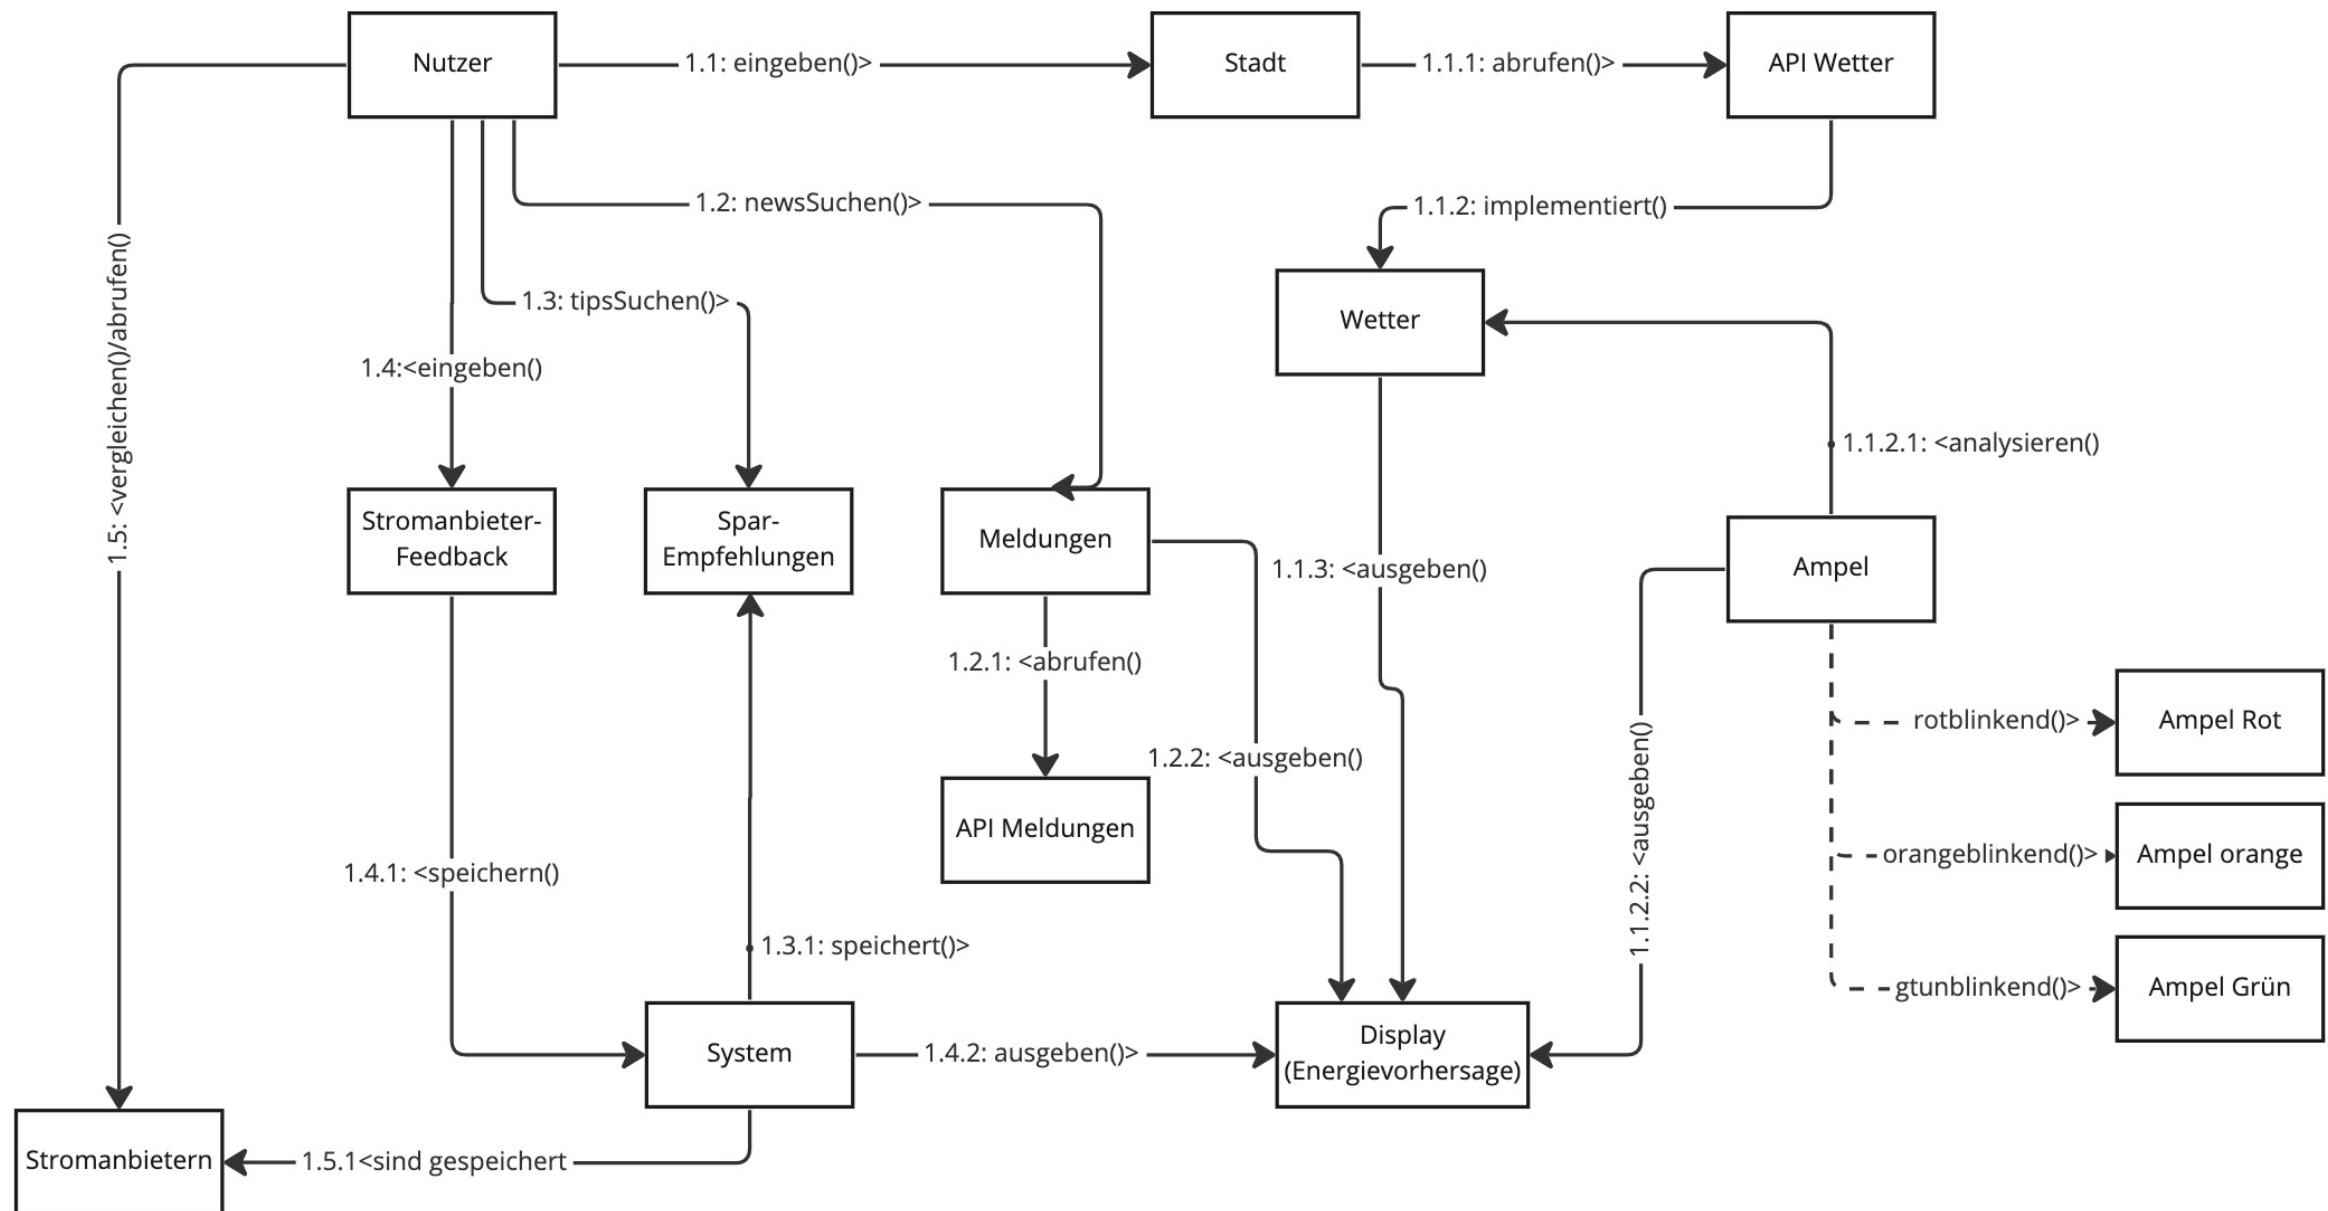 Nutzer
1.1: eingeben()>
Stadt
1.1.1: abrufen()>
API Wetter
1.2: newsSuchen()>
1.1.2: implementiert()
1.3: tipsSuchen()>
Wetter
1.4:<eingeben()
1.5: <vergleichen()/abrufen()
1.1.2.1: <analysieren()
Stromanbieter-
Feedback
Spar-
Empfehlungen
Meldungen
1.1.3: <ausgeben()
Ampel
1.2.1: <abrufen()
rotblinkend()>
Ampel Rot
1.2.2: <ausgeben()
API Meldungen
1.1.2.2: <ausgeben()
orangeblinkend()>
Ampel orange
1.4.1: <speichern()
1.3.1: speichert()>
gtunblinkend()>
Ampel Grün
System
1.4.2: ausgeben()>
Display
(Energievorhersage)
Stromanbietern
1.5.1<sind gespeichert